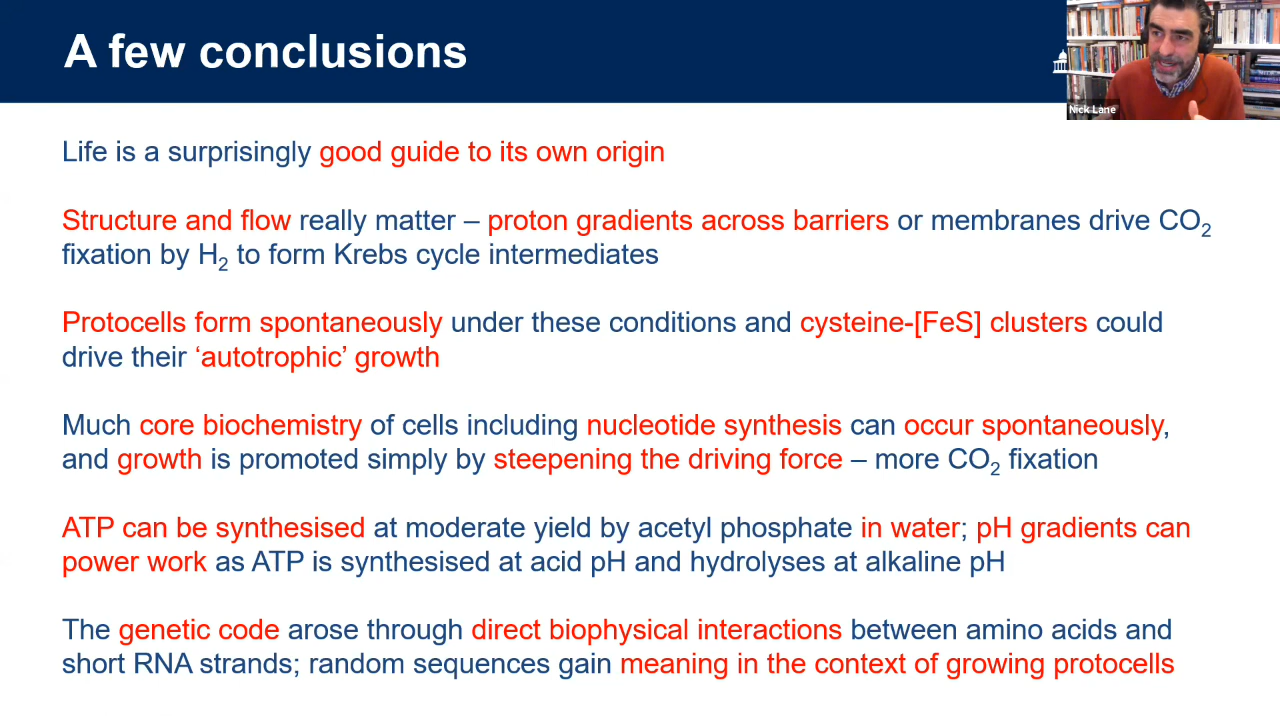 A few conclusions
Nick Lane
Life is a surprisingly good guide to its own origin
Structure and flow really matter – proton gradients across barriers or membranes drive CO₂
fixation by H₂ to form Krebs cycle intermediates
Protocells form spontaneously under these conditions and cysteine-[FeS] clusters could
drive their ‘autotrophic’ growth
Much core biochemistry of cells including nucleotide synthesis can occur spontaneously,
and growth is promoted simply by steepening the driving force – more CO₂ fixation
ATP can be synthesised at moderate yield by acetyl phosphate in water; pH gradients can
power work as ATP is synthesised at acid pH and hydrolyses at alkaline pH
The genetic code arose through direct biophysical interactions between amino acids and
short RNA strands; random sequences gain meaning in the context of growing protocells